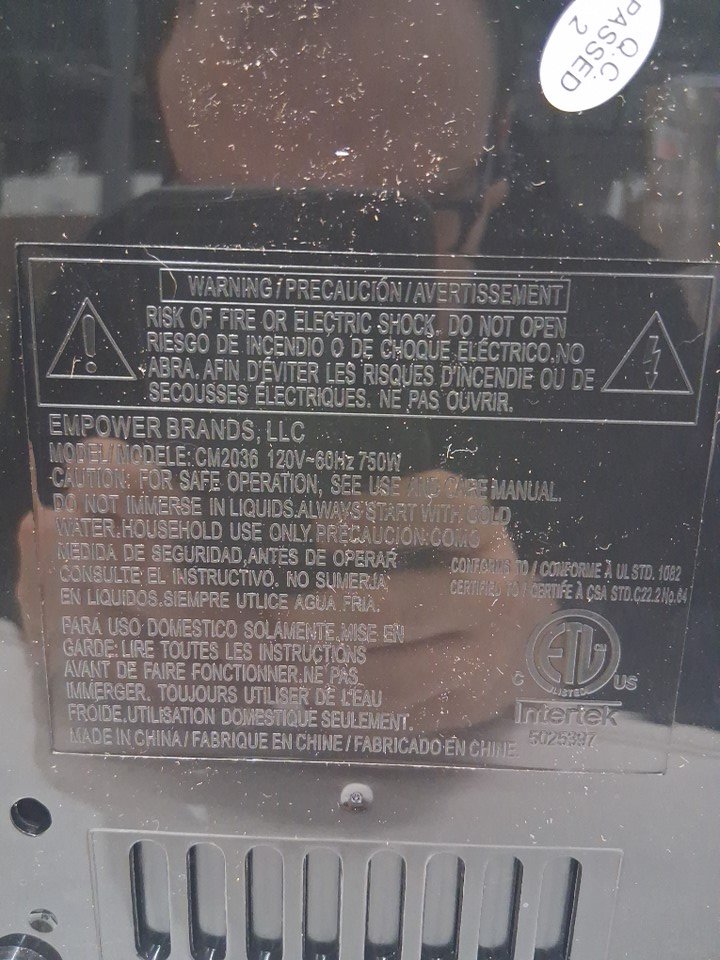 Q.C.
PASSED
2
WARNING / PRECAUCIÓN / AVERTISSEMENT
RISK OF FIRE OR ELECTRIC SHOCK. DO NOT OPEN
RIESGO DE INCENDIO O DE CHOQUE ELÉCTRICO.NO
ABRA. AFIN D'ÉVITER LES RISQUES D'INCENDIE OU DE
SECOUSSES ÉLECTRIQUES. NE PAS OUVRIR.
EMPOWER BRANDS, LLC
MODEL/MODELE: CM2036 120V~60Hz 750W
CAUTION: FOR SAFE OPERATION, SEE USE AND CARE MANUAL.
DO NOT IMMERSE IN LIQUIDS.ALWAYS START WITH COLD
WATER.HOUSEHOLD USE ONLY.PRECAUCIÓN:COMO
MEDIDA DE SEGURIDAD,ANTES DE OPERAR
CONSULTE EL INSTRUCTIVO. NO SUMERJA
EN LIQUIDOS.SIEMPRE UTLICE AGUA FRIA.
PARA USO DOMESTICO SOLAMENTE.MISE EN
GARDE:LIRE TOUTES LES INSTRUCTIONS
AVANT DE FAIRE FONCTIONNER.NE PAS
IMMERGER. TOUJOURS UTILISER DE L'EAU
FROIDE.UTILISATION DOMESTIQUE SEULEMENT.
MADE IN CHINA / FABRIQUE EN CHINE / FABRICADO EN CHINE
CONFORMS TO / CONFORME À UL STD. 1082
CERTIFIED TO / CERTIFÉ À CSA STD.C22.2 No.64
ETL CM
LISTED
C US
Intertek
5025397